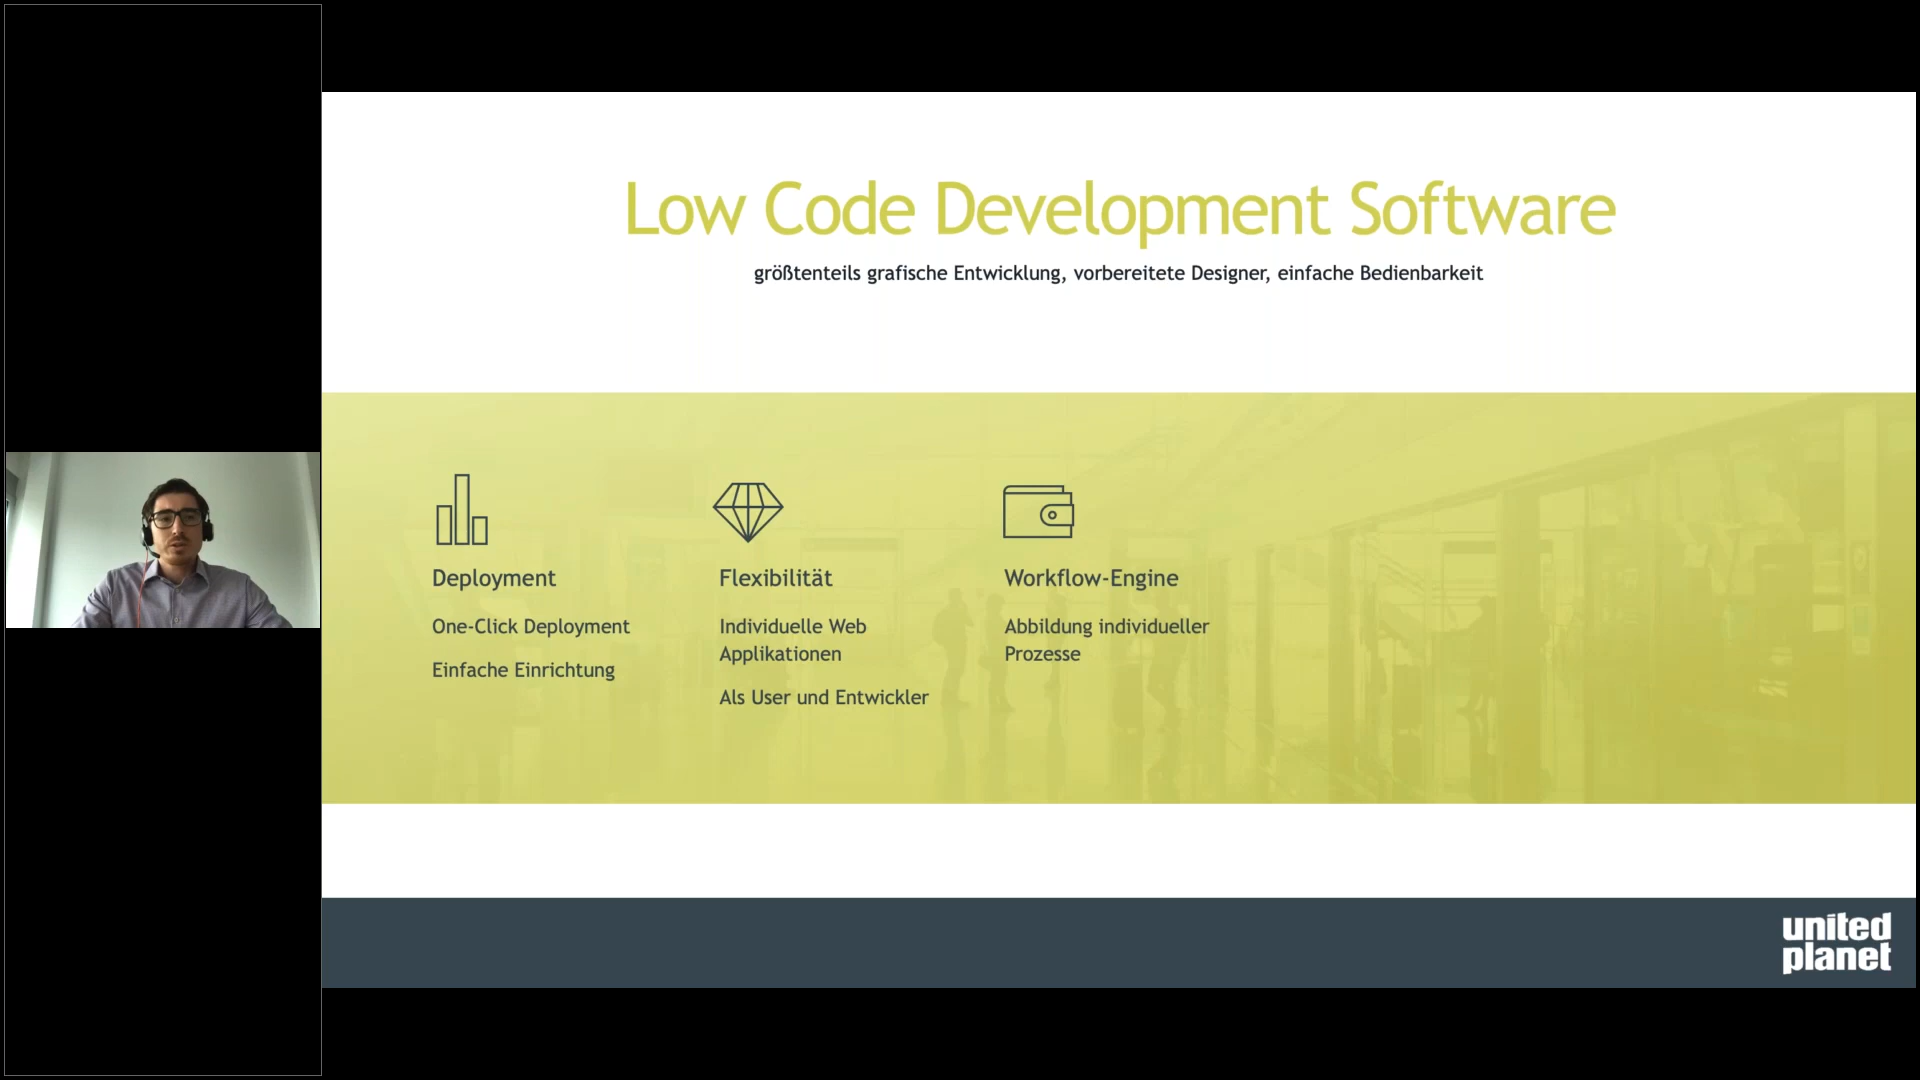 Low Code Development Software
größtenteils grafische Entwicklung, vorbereitete Designer, einfache Bedienbarkeit
Deployment
One-Click Deployment
Einfache Einrichtung
Flexibilität
Individuelle Web
Applikationen
Als User und Entwickler
Workflow-Engine
Abbildung individueller
Prozesse
united
planet